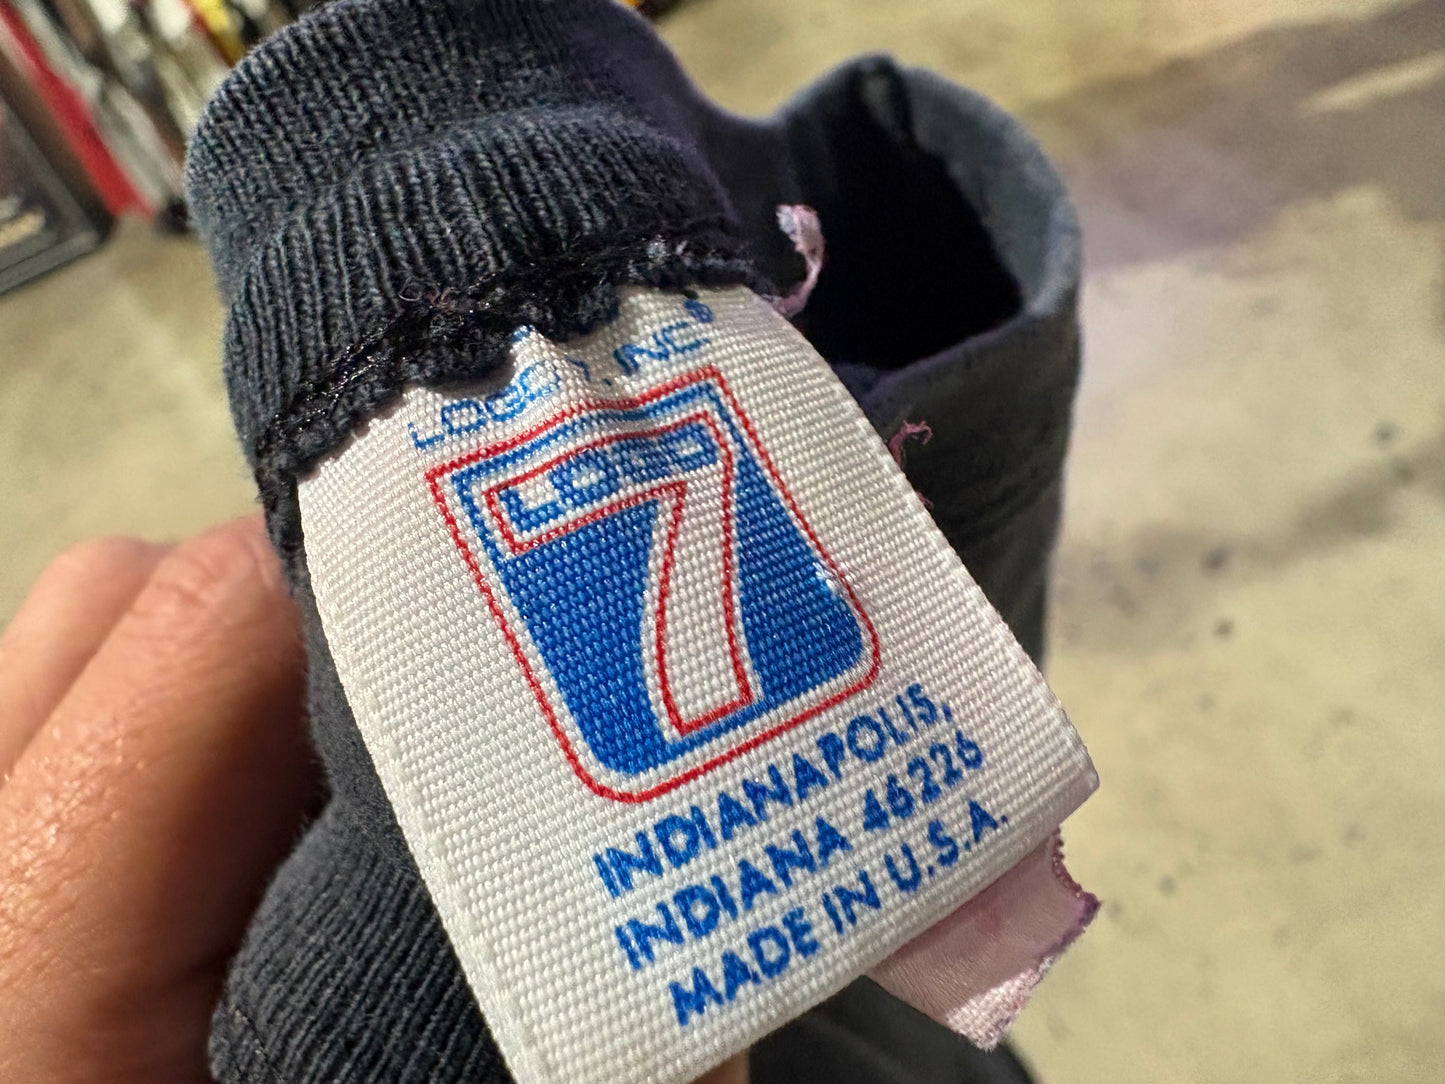 LOGO 7, INC®
LOGO
7
INDIANAPOLIS,
INDIANA 46226
MADE IN U.S.A.